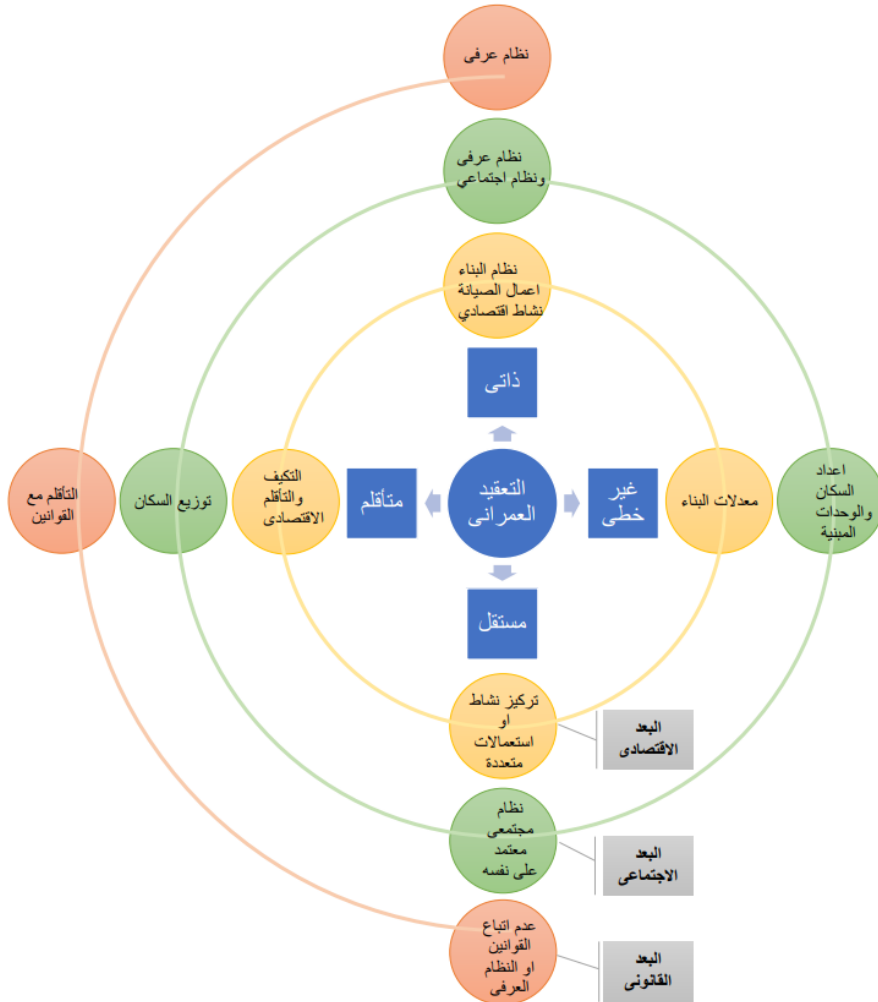 نظام عرفى
نظام عرفى
ونظام اجتماعي
نظام البناء
اعمال الصيانة
نشاط اقتصادي
ذاتى
التأقلم مع
القوانين
توزيع السكان
التكيف
والتأقلم
الاقتصادى
متأقلم
التعقيد
العمرانى
غير
خطى
معدلات البناء
اعداد
السكان
والوحدات
المبنية
مستقل
تركيز نشاط
او
استعمالات
متعددة
البعد
الاقتصادى
نظام
مجتمعى
معتمد
على نفسه
البعد
الاجتماعى
عدم اتباع
القوانين
او النظام
العرفى
البعد
القانونى